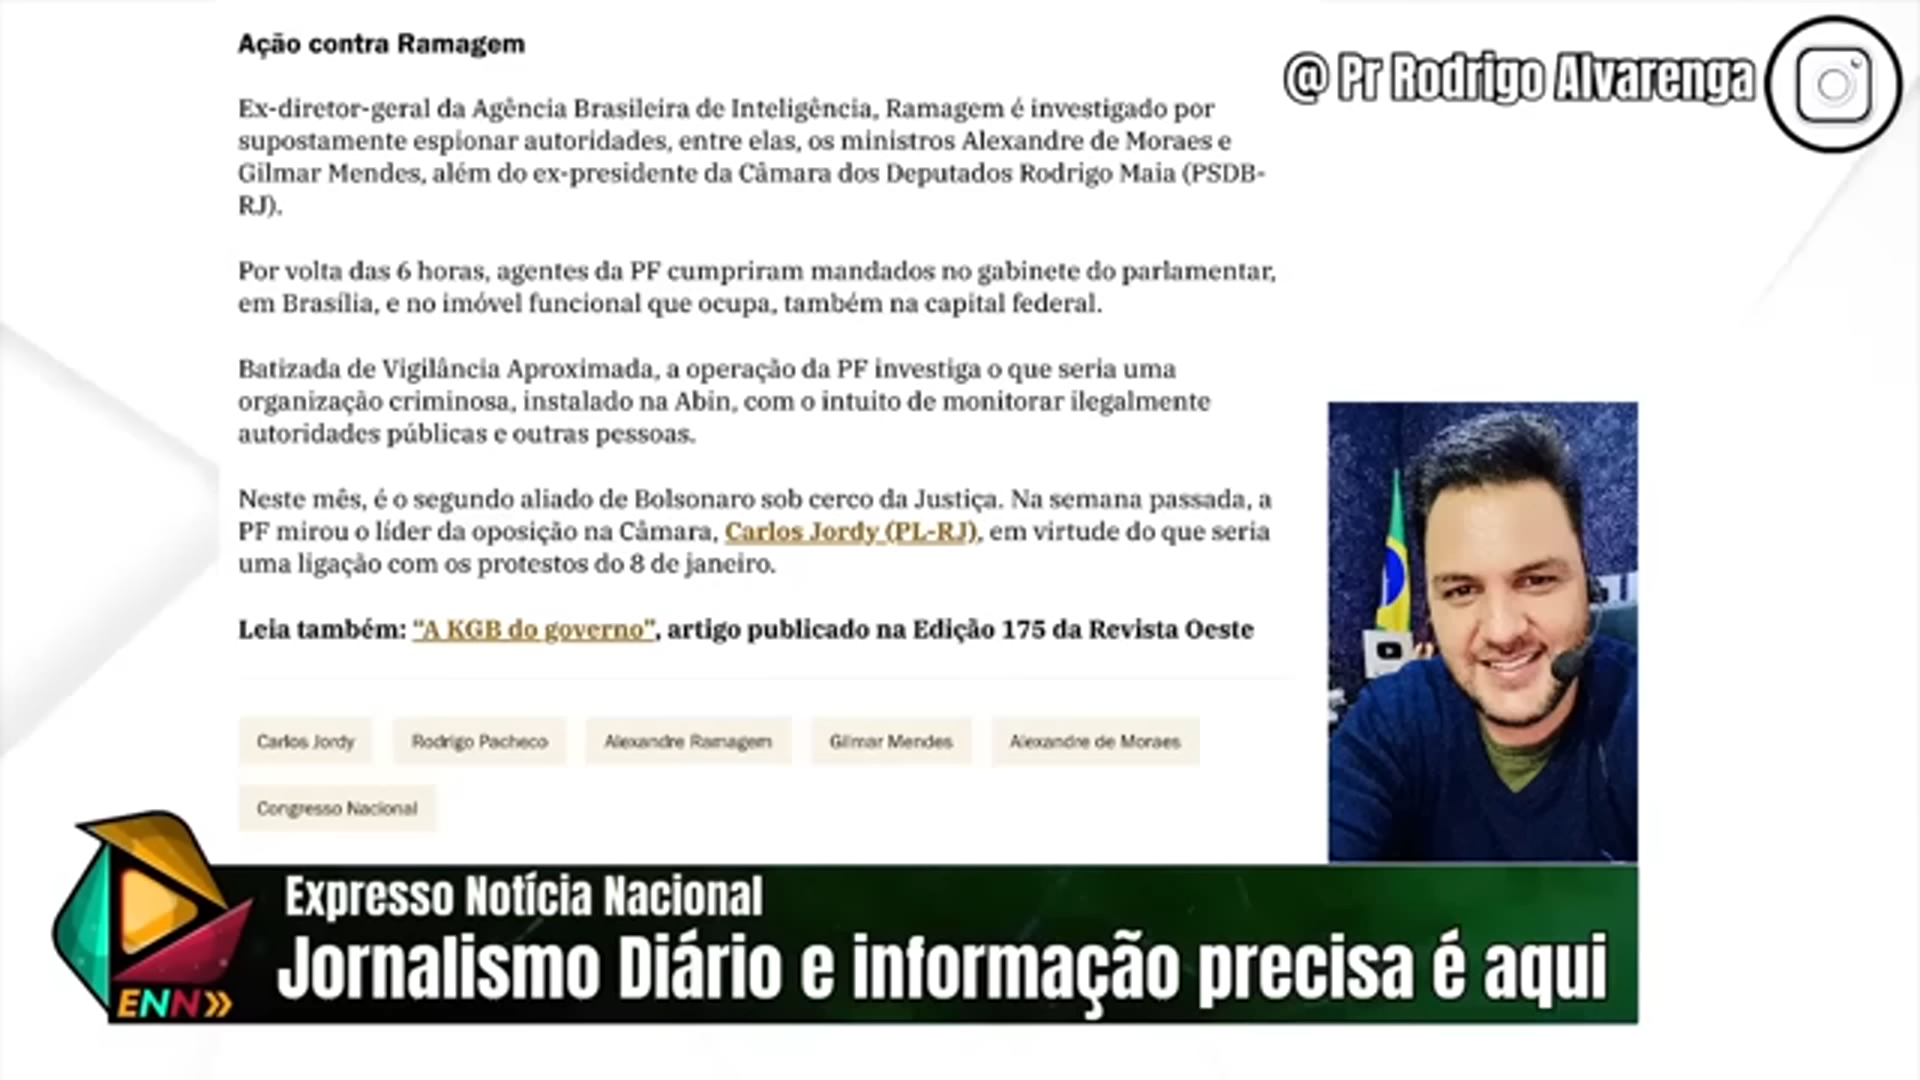 Ação contra Ramagem
@ Pr Rodrigo Alvarenga
Ex-diretor-geral da Agência Brasileira de Inteligência, Ramagem é investigado por
supostamente espionar autoridades, entre elas, os ministros Alexandre de Moraes e
Gilmar Mendes, além do ex-presidente da Câmara dos Deputados Rodrigo Maia (PSDB-
RJ).
Por volta das 6 horas, agentes da PF cumpriram mandados no gabinete do parlamentar,
em Brasília, e no imóvel funcional que ocupa, também na capital federal.
Batizada de Vigilância Aproximada, a operação da PF investiga o que seria uma
organização criminosa, instalado na Abin, com o intuito de monitorar ilegalmente
autoridades públicas e outras pessoas.
Neste mês, é o segundo aliado de Bolsonaro sob cerco da Justiça. Na semana passada, a
PF mirou o líder da oposição na Câmara, Carlos Jordy (PL-RJ), em virtude do que seria
uma ligação com os protestos do 8 de janeiro.
Leia também: "A KGB do governo", artigo publicado na Edição 175 da Revista Oeste
Carlos Jordy
Rodrigo Pacheco
Alexandre Ramagem
Gilmar Mendes
Alexandre de Moraes
Congresso Nacional
Expresso Notícia Nacional
Jornalismo Diário e informação precisa é aqui
ENN»